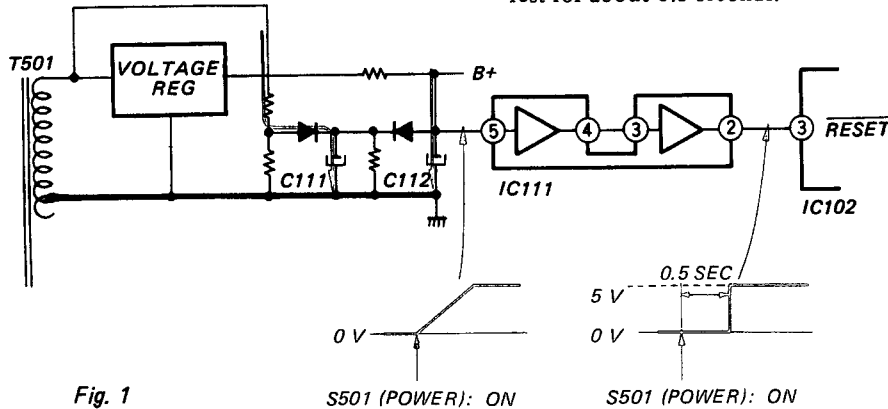 rest for about 0.5 seconds.
T501
VOLTAGE
REG
B+
5
4
3
2
3
RESET
C111
C112
IC111
IC102
0.5 SEC
5 V
0 V
0 V
Fig. 1
S501 (POWER): ON
S501 (POWER): ON